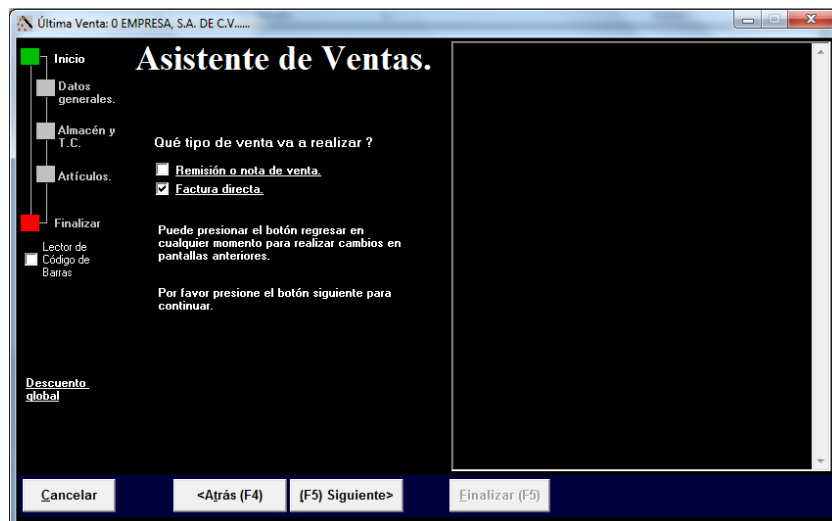 Última Venta: 0 EMPRESA, S.A. DE C.V......
Inicio
Datos
generales.
Almacén y
T.C.
Artículos.
Finalizar
Lector de
Código de
Barras
Descuento
global
Asistente de Ventas.
Qué tipo de venta va a realizar ?
Remisión o nota de venta.
Factura directa.
Puede presionar el botón regresar en
cualquier momento para realizar cambios en
pantallas anteriores.
Por favor presione el botón siguiente para
continuar.
Cancelar
<Atrás (F4)
(F5) Siguiente>
Finalizar (F5)